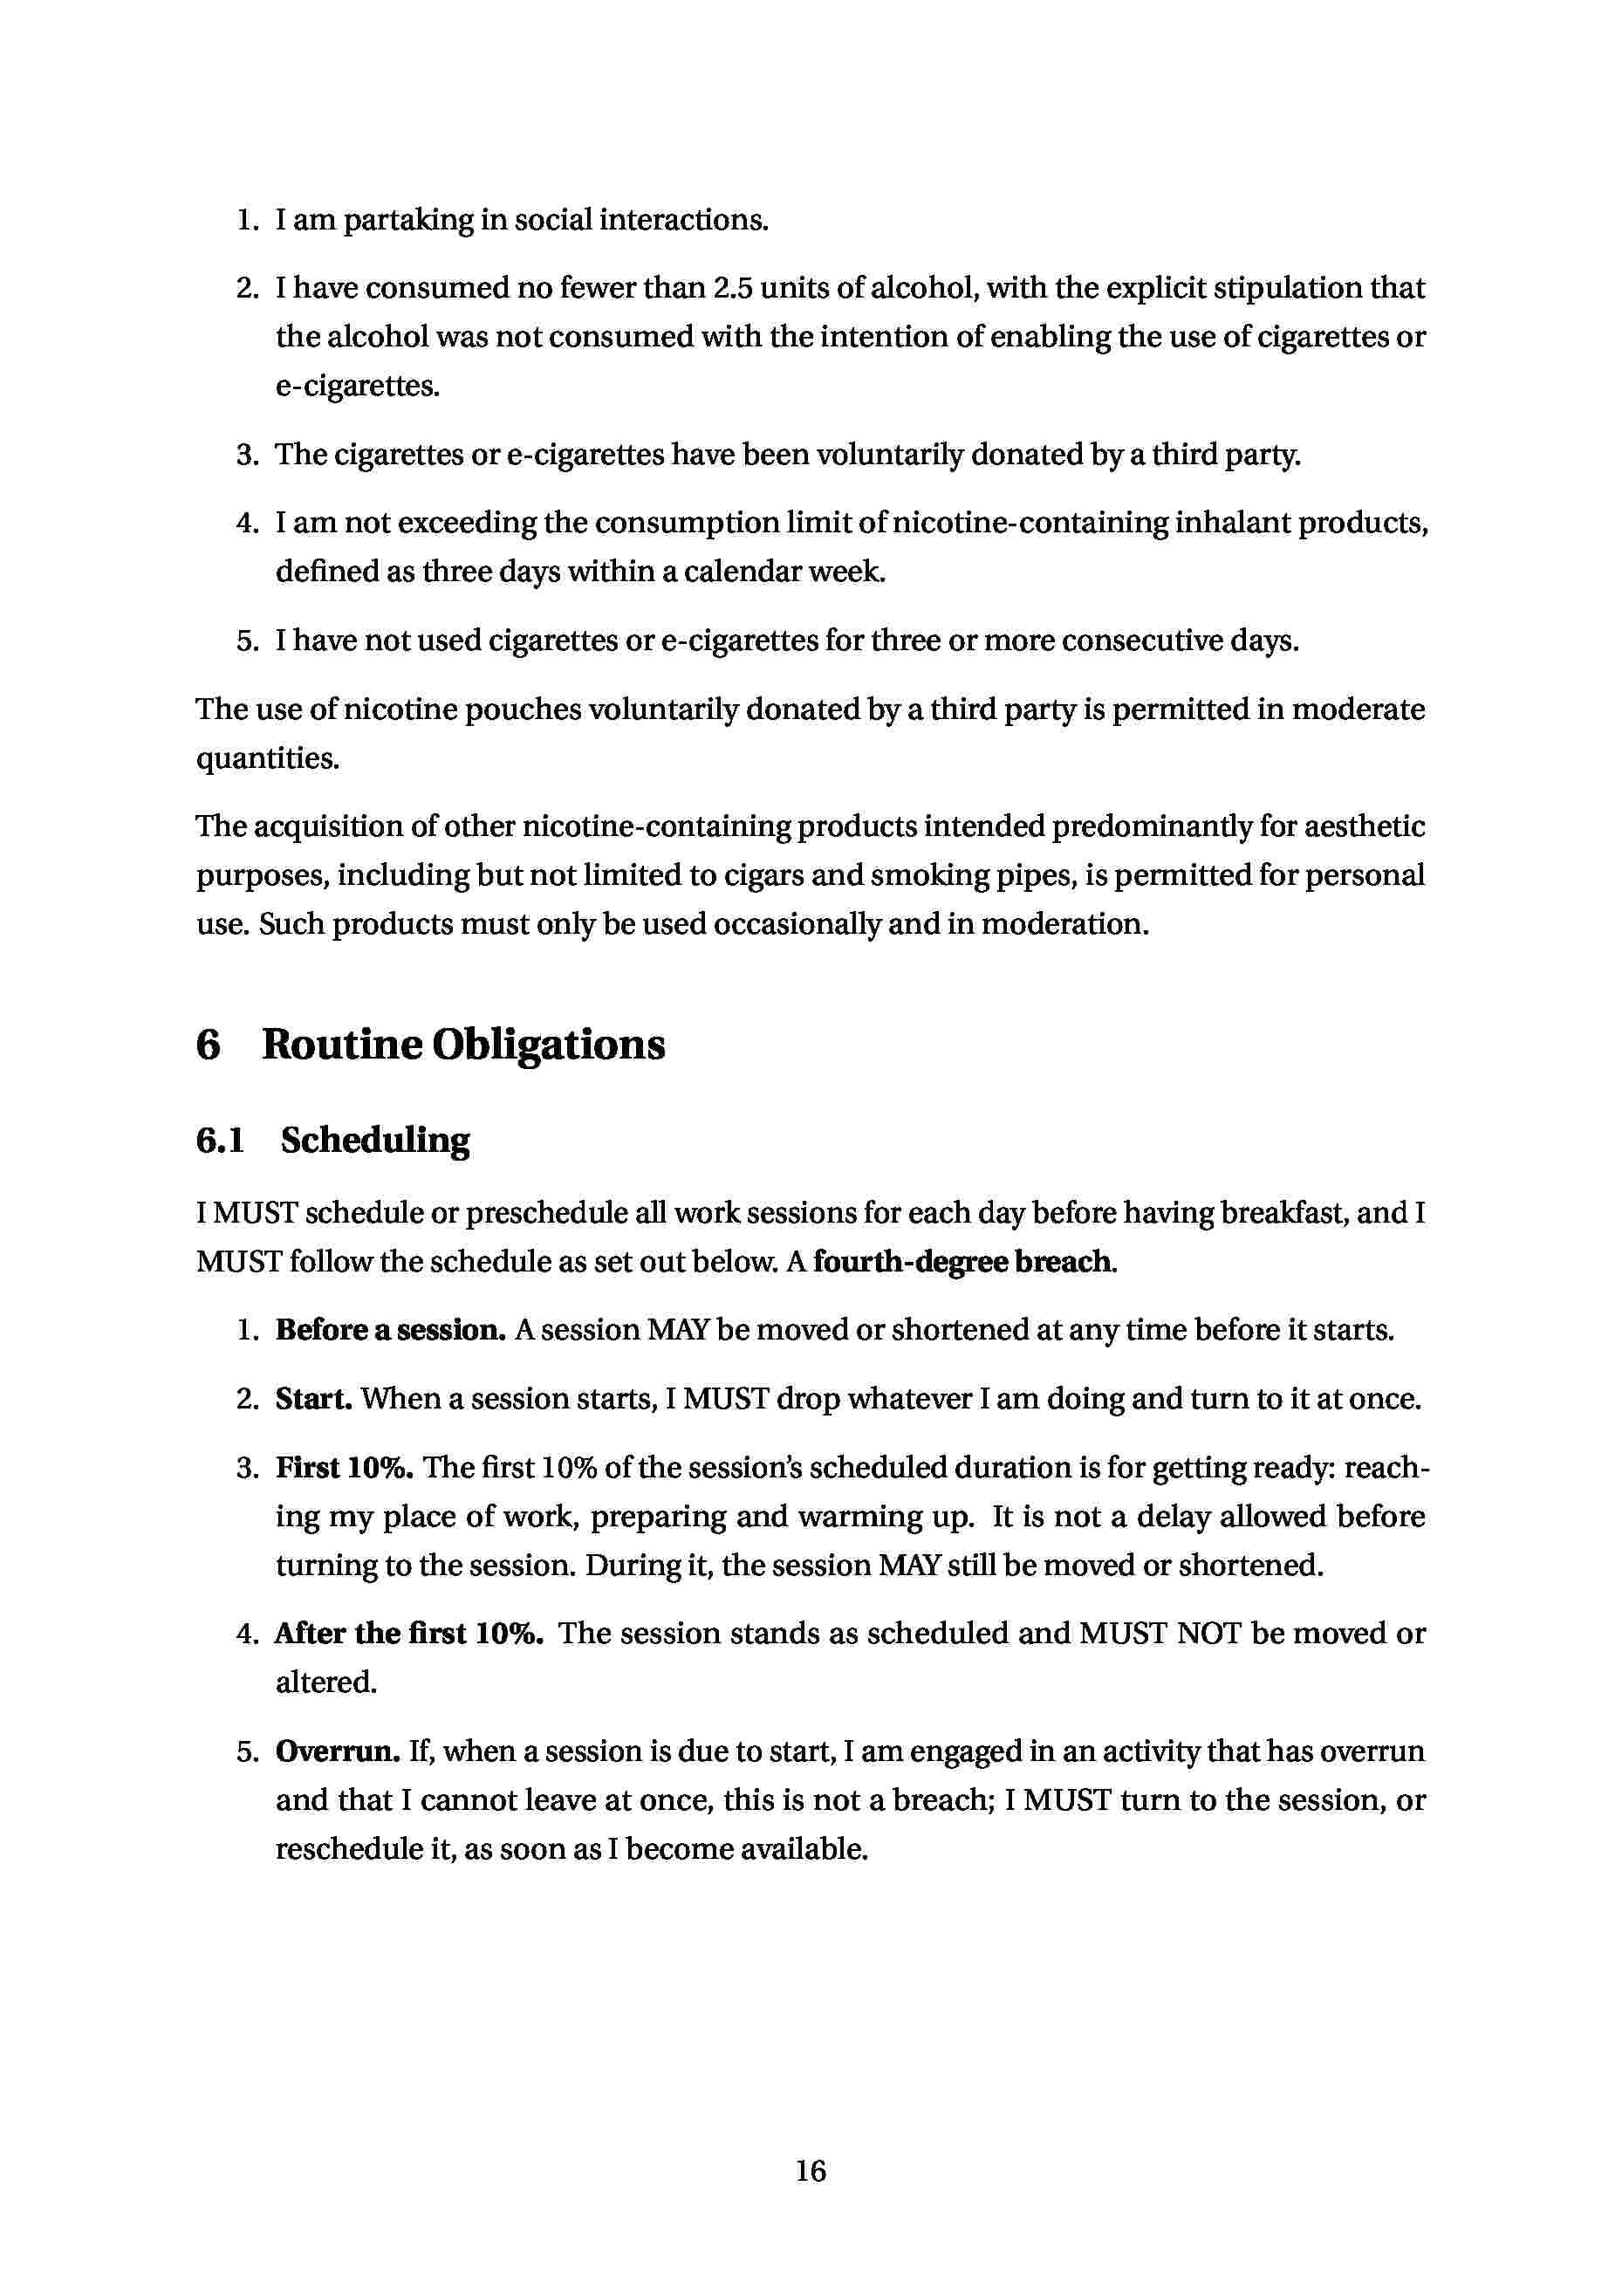 1. I am partaking in social interactions.
2. I have consumed no fewer than 2.5 units of alcohol, with the explicit stipulation that
the alcohol was not consumed with the intention of enabling the use of cigarettes or
e-cigarettes.
3. The cigarettes or e-cigarettes have been voluntarily donated by a third party.
4. I am not exceeding the consumption limit of nicotine-containing inhalant products,
defined as three days within a calendar week.
5. I have not used cigarettes or e-cigarettes for three or more consecutive days.
The use of nicotine pouches voluntarily donated by a third party is permitted in moderate
quantities.
The acquisition of other nicotine-containing products intended predominantly for aesthetic
purposes, including but not limited to cigars and smoking pipes, is permitted for personal
use. Such products must only be used occasionally and in moderation.
6 Routine Obligations
6.1 Scheduling
I MUST schedule or preschedule all work sessions for each day before having breakfast, and I
MUST follow the schedule as set out below. A fourth-degree breach.
1. Before a session. A session MAY be moved or shortened at any time before it starts.
2. Start. When a session starts, I MUST drop whatever I am doing and turn to it at once.
3. First 10%. The first 10% of the session's scheduled duration is for getting ready: reach-
ing my place of work, preparing and warming up. It is not a delay allowed before
turning to the session. During it, the session MAY still be moved or shortened.
4. After the first 10%. The session stands as scheduled and MUST NOT be moved or
altered.
5. Overrun. If, when a session is due to start, I am engaged in an activity that has overrun
and that I cannot leave at once, this is not a breach; I MUST turn to the session, or
reschedule it, as soon as I become available.
16